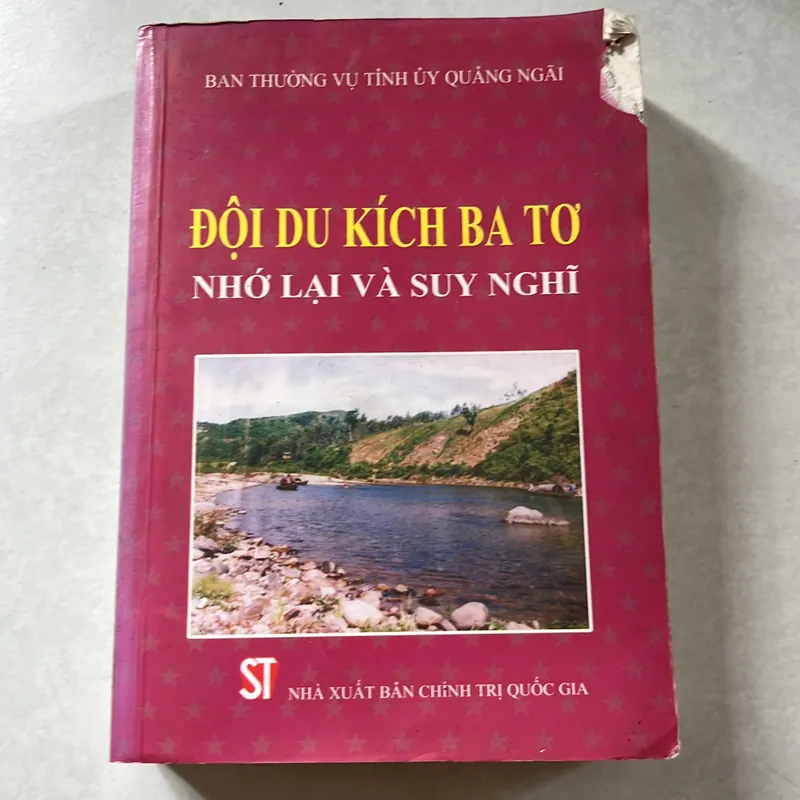 BAN THƯỜNG VỤ TỈNH ỦY QUẢNG NGÃI
ĐỘI DU KÍCH BA TƠ
NHỚ LẠI VÀ SUY NGHĨ
ST
NHÀ XUẤT BẢN CHÍNH TRỊ QUỐC GIA